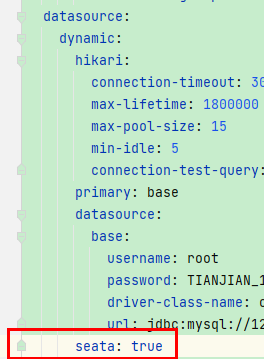 datasource:
dynamic:
hikari:
connection-timeout: 30
max-lifetime: 1800000
max-pool-size: 15
min-idle: 5
connection-test-query:
primary: base
datasource:
base:
username: root
password: TIANJIAN_1
driver-class-name: c
url: jdbc:mysql://12
seata: true